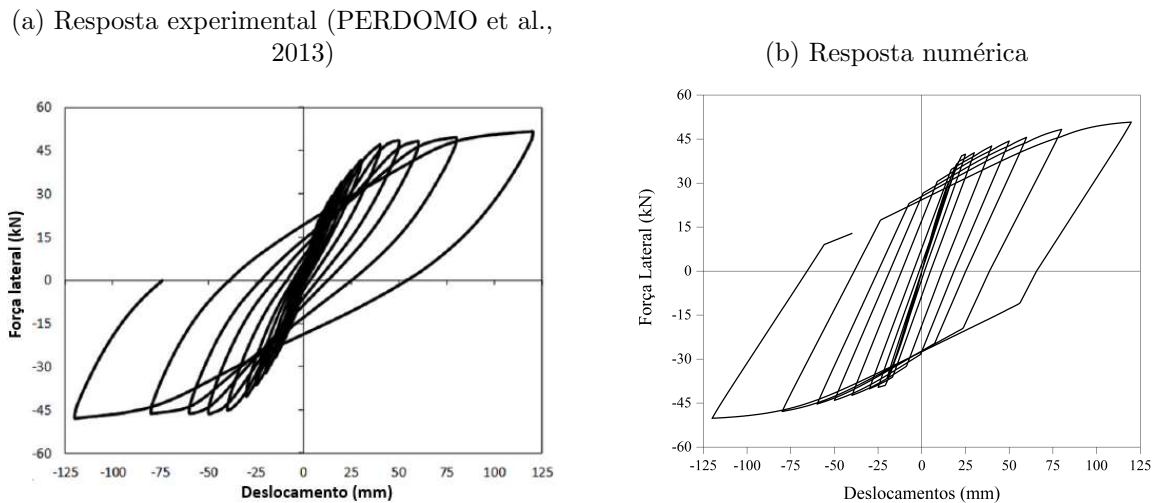 (a) Resposta experimental (PERDOMO et al.,
2013)
(b) Resposta numérica
60
45
30
15
0
-15
-30
-45
-60
Força lateral (kN)
-125 -100 -75 -50 -25 0 25 50 75 100 125
Deslocamento (mm)
60
45
30
15
0
-15
-30
-45
-60
Força Lateral (kN)
-125 -100 -75 -50 -25 0 25 50 75 100 125
Deslocamentos (mm)